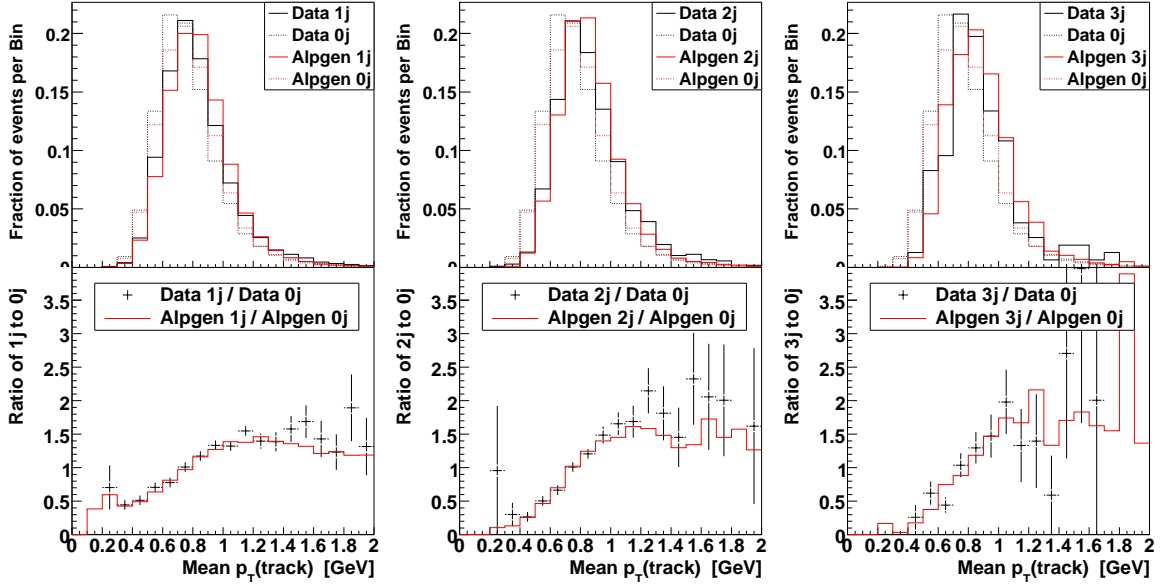 Fraction of events per Bin
0.2
0.15
0.1
0.05
0
Data 1j
Data 0j
Alpgen 1j
Alpgen 0j
Fraction of events per Bin
0.2
0.15
0.1
0.05
0
Data 2j
Data 0j
Alpgen 2j
Alpgen 0j
Fraction of events per Bin
0.2
0.15
0.1
0.05
0
Data 3j
Data 0j
Alpgen 3j
Alpgen 0j
Ratio of 1j to 0j
3.5
3
2.5
2
1.5
1
0.5
0
Data 1j / Data 0j
Alpgen 1j / Alpgen 0j
0.2 0.4 0.6 0.8 1 1.2 1.4 1.6 1.8 2
Mean pT(track) [GeV]
Ratio of 2j to 0j
3.5
3
2.5
2
1.5
1
0.5
0
Data 2j / Data 0j
Alpgen 2j / Alpgen 0j
0.2 0.4 0.6 0.8 1 1.2 1.4 1.6 1.8 2
Mean pT(track) [GeV]
Ratio of 3j to 0j
3.5
3
2.5
2
1.5
1
0.5
0
Data 3j / Data 0j
Alpgen 3j / Alpgen 0j
0.2 0.4 0.6 0.8 1 1.2 1.4 1.6 1.8 2
Mean pT(track) [GeV]